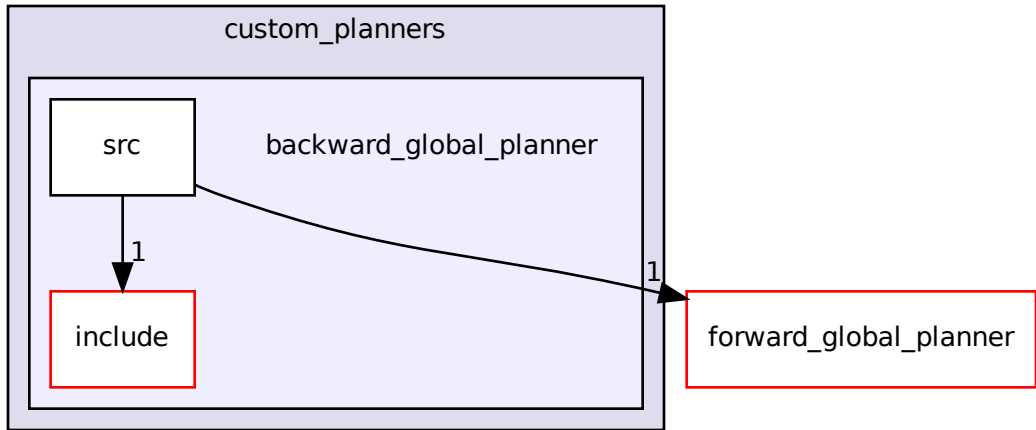 custom_planners
src
backward_global_planner
1
1
include
forward_global_planner